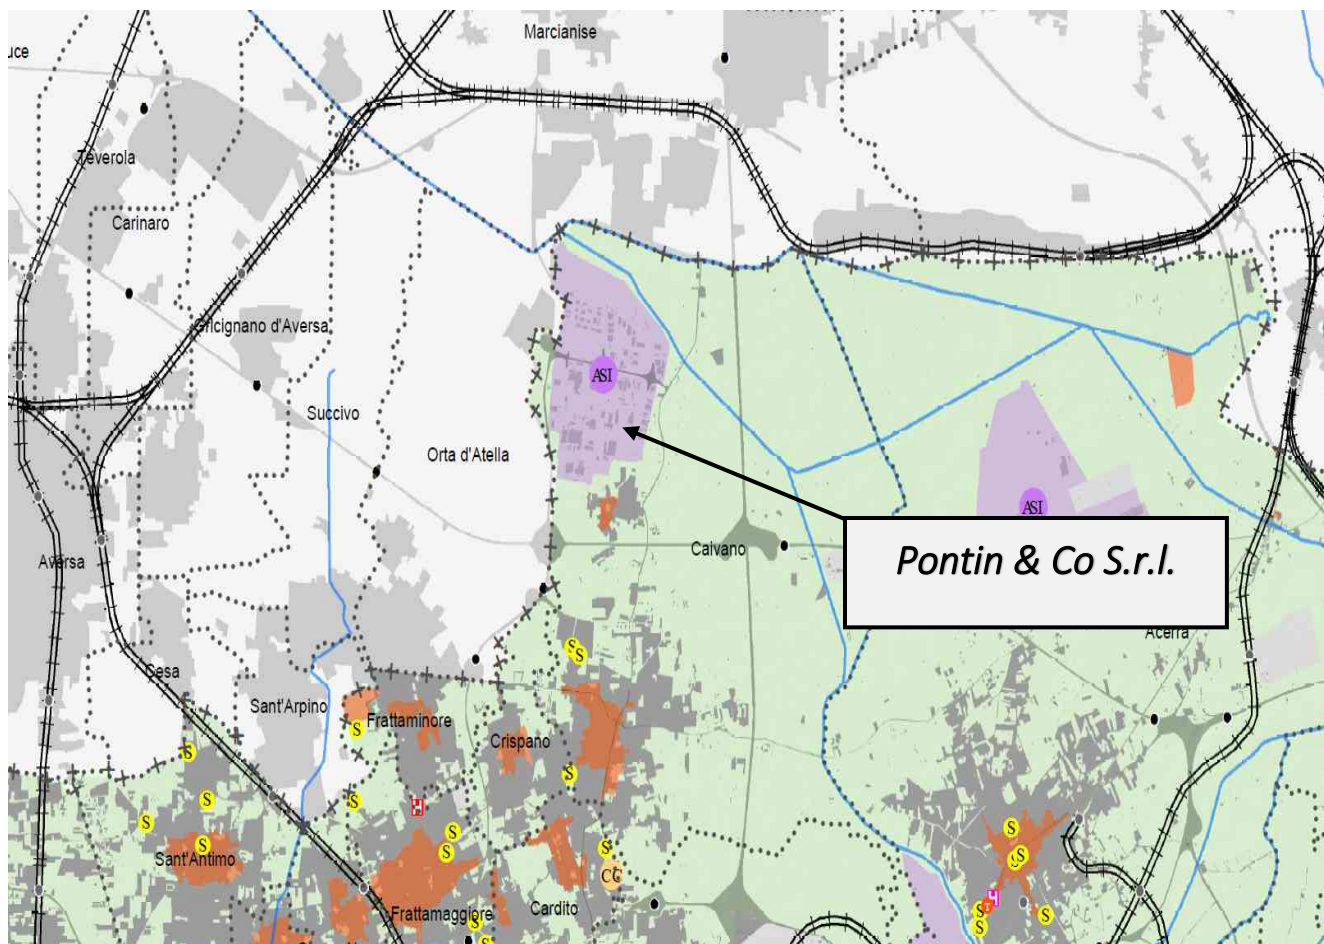 Marcianise
uce
Teverola
Carinaro
Gricignano d'Aversa
ASI
Succivo
Orta d'Atella
ASI
Caivano
Pontin & Co S.r.l.
Aversa
Acerra
Cesa
S
S
Sant'Arpino
Frattaminore
S
Crispano
S
S
S
S
H
S
S
S
S
S
S
S
S
S
Sant'Antimo
CC
H
Frattamaggiore
Cardito
S
T
S
S
S
S